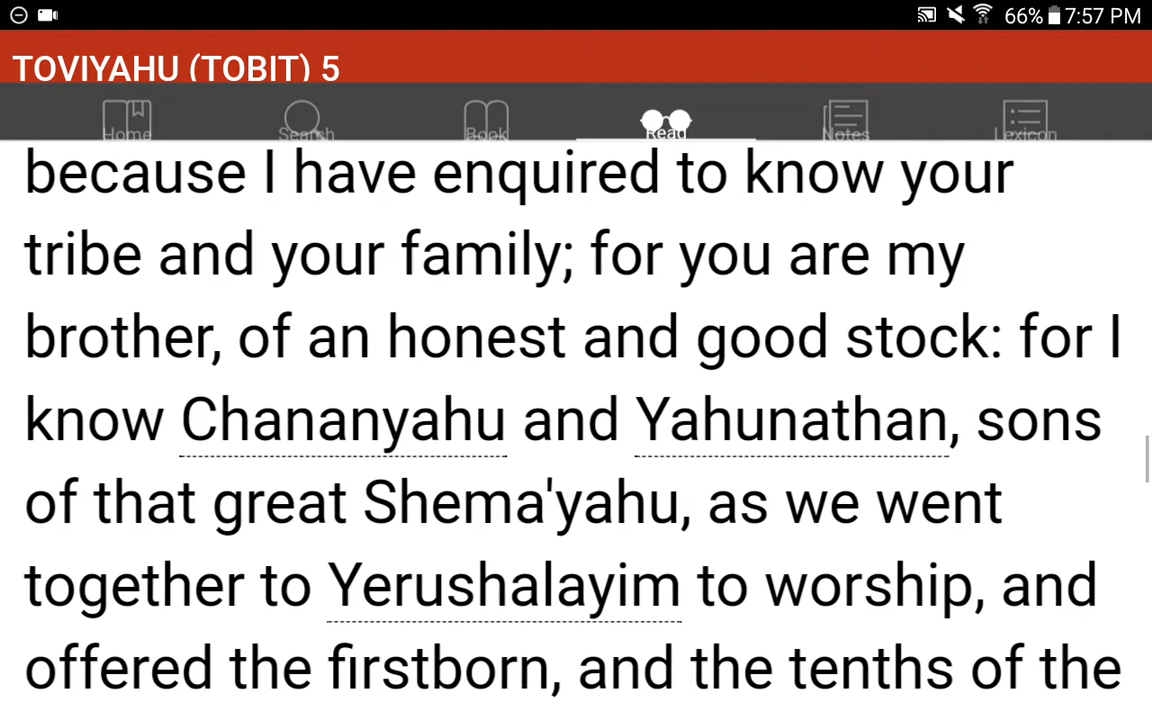 66% 7:57 PM
TOVIYAHU (TOBIT) 5
Home Search Book Read Notes Lexicon
because I have enquired to know your
tribe and your family; for you are my
brother, of an honest and good stock: for I
know Chananyahu and Yahunathan, sons
of that great Shema'yahu, as we went
together to Yerushalayim to worship, and
offered the firstborn, and the tenths of the